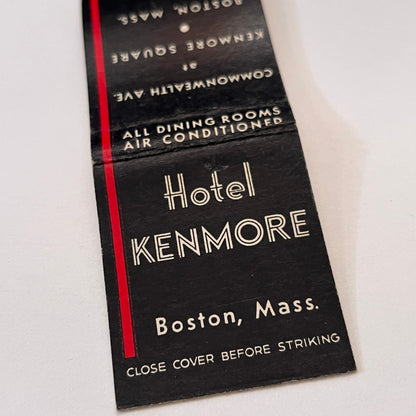 BOSTON, MASS.
KENMORE SQUARE
at
COMMONWEALTH AVE.
ALL DINING ROOMS
AIR CONDITIONED
Hotel
KENMORE
Boston, Mass.
CLOSE COVER BEFORE STRIKING